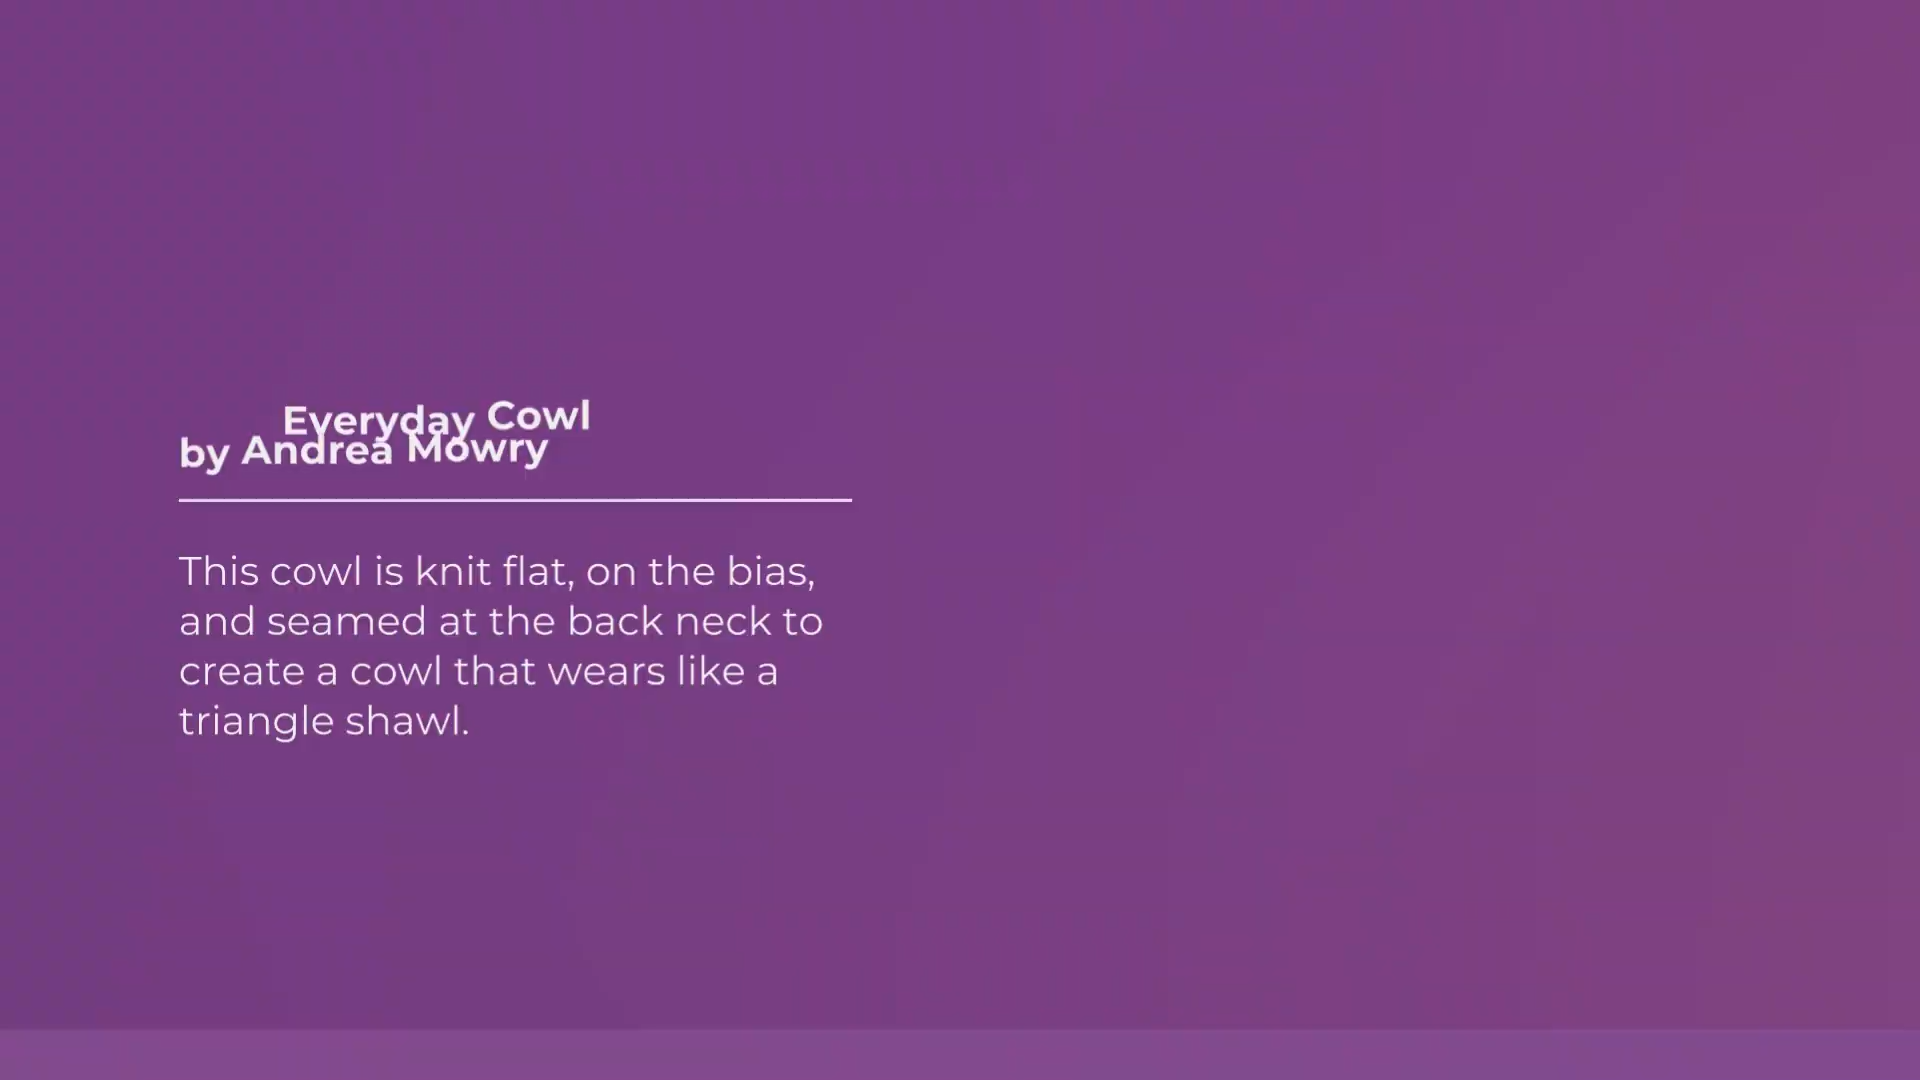 Everyday Cowl
by Andrea Mowry
This cowl is knit flat, on the bias,
and seamed at the back neck to
create a cowl that wears like a
triangle shawl.